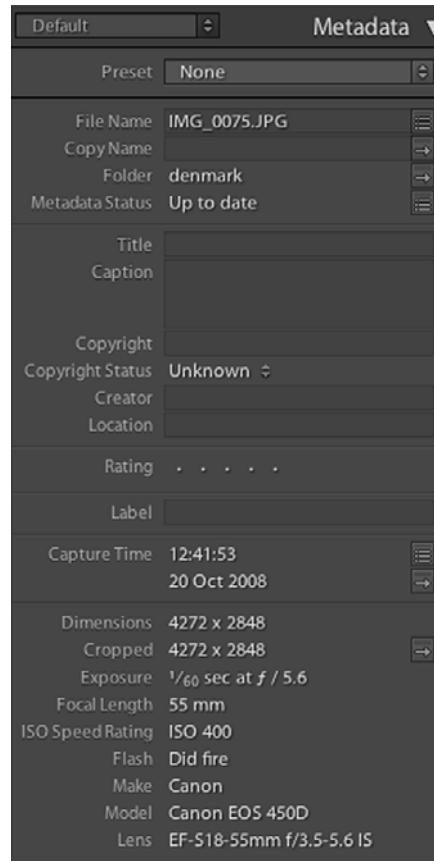 Default Metadata
Preset None
File Name IMG_0075.JPG
Copy Name
Folder denmark
Metadata Status Up to date
Title
Caption
Copyright
Copyright Status Unknown
Creator
Location
Rating . . . . .
Label
Capture Time 12:41:53
20 Oct 2008
Dimensions 4272 x 2848
Cropped 4272 x 2848
Exposure 1/60 sec at ƒ / 5.6
Focal Length 55 mm
ISO Speed Rating ISO 400
Flash Did fire
Make Canon
Model Canon EOS 450D
Lens EF-S18-55mm f/3.5-5.6 IS